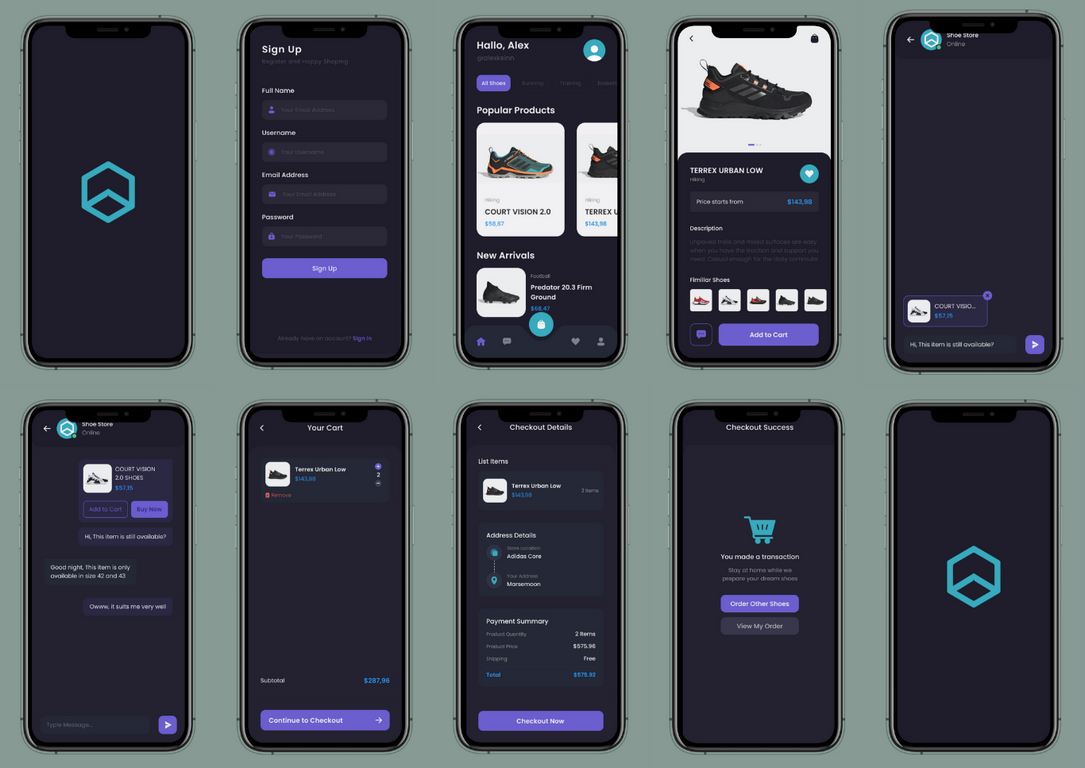 Sign Up
Register and Happy Shoping
Full Name
Your Email Address
Username
Your Username
Email Address
Your Email Address
Password
Your Password
Sign Up
Already have on account? Sign In
Hallo, Alex
@alexkeinn
All Shoes
Running
Training
Popular Products
Hiking
COURT VISION 2.0
$58,67
TERREX U
$143,98
New Arrivals
Football
Predator 20.3 Firm
Ground
$68,47
TERREX URBAN LOW
Hiking
Price starts from
$143,98
Description
Unpaved trails and mixed surfaces are easy
when you have the traction and support you
need. Casual enough for the daily commute
Fimiliar Shoes
Add to Cart
Shoe Store
Online
COURT VISIO...
$57,15
Hi, This item is still available?
Shoe Store
Online
COURT VISION
2.0 SHOES
$57,15
Add to Cart
Buy Now
Hi, This item is still available?
Good night, This item is only
available in size 42 and 43
Owww, it suits me very well
Type Message...
Your Cart
Terrex Urban Low
$143,98
2
Remove
Subtotal
$287,96
Continue to Checkout
Checkout Details
List Items
Terrex Urban Low
$143,98
2 Items
Address Details
Store Location
Adidas Core
Your Address
Marsemoon
Payment Summary
Product Quantity
2 Items
Product Price
$575.96
Shipping
Free
Total
$575.92
Checkout Now
Checkout Success
You made a transaction
Stay at home while we
prepare your dream shoes
Order Other Shoes
View My Order